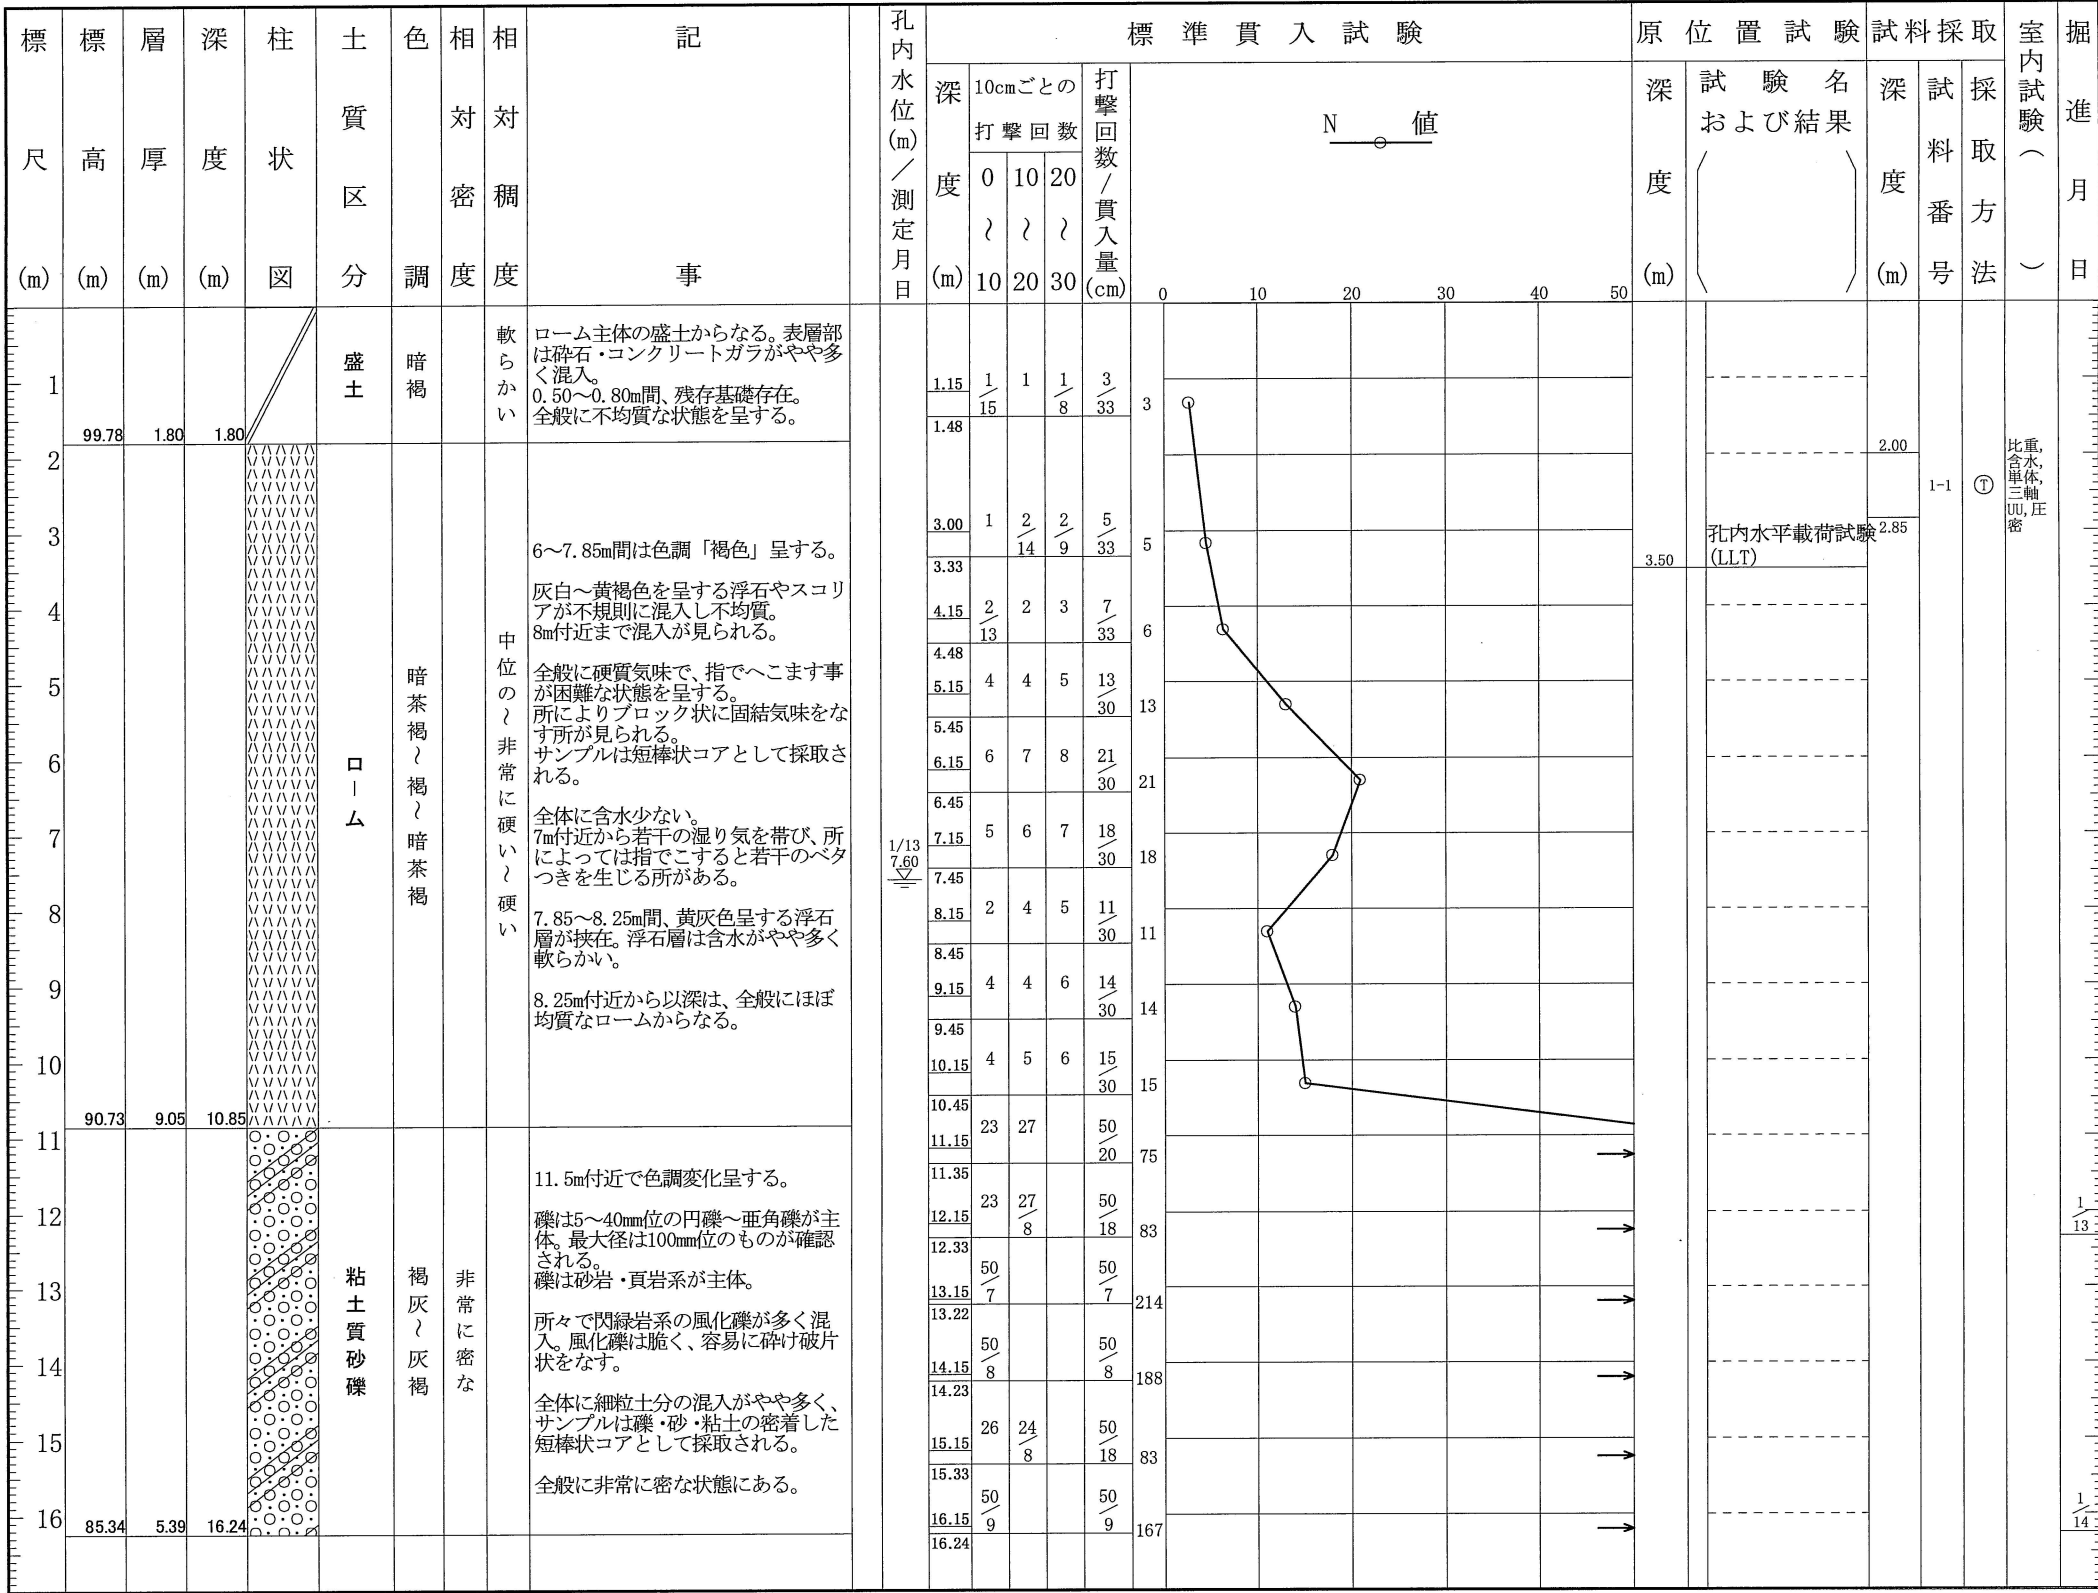 標尺(m)
標高(m)
層厚(m)
深度(m)
柱状図
土質区分
色調
相対密度
相対稠度
記事
孔内水位(m)/測定月日
標準貫入試験
深度(m)
10cmごとの
打撃回数
0〜10
10〜20
20〜30
打撃回数/貫入量(cm)
N 値
0 10 20 30 40 50
原位置試験
深度(m)
試験名
および結果
試料採取
深度(m)
試料番号
採取方法
室内試験()
掘進月日
1
2
3
4
5
6
7
8
9
10
11
12
13
14
15
16
99.78 1.80 1.80
90.73 9.05 10.85
85.34 5.39 16.24
盛土
暗褐
軟らかい
ローム主体の盛土からなる。表層部
は砕石・コンクリートガラがやや多
く混入。
0.50〜0.80m間、残存基礎存在。
全般に不均質な状態を呈する。
ローム
暗茶褐〜褐〜暗茶褐
中位の〜非常に硬い〜硬い
6〜7.85m間は色調「褐色」呈する。
灰白〜黄褐色を呈する浮石やスコリ
アが不規則に混入し不均質。
8m付近まで混入が見られる。
全般に硬質気味で、指でへこます事
が困難な状態を呈する。
所によりブロック状に固結気味をな
す所が見られる。
サンプルは短棒状コアとして採取さ
れる。
全体に含水少ない。
7m付近から若干の湿り気を帯び、所
によっては指でこすると若干のベタ
つきを生じる所がある。
7.85〜8.25m間、黄灰色呈する浮石
層が挟在。浮石層は含水がやや多く
軟らかい。
8.25m付近から以深は、全般にほぼ
均質なロームからなる。
粘土質砂礫
褐灰〜灰褐
非常に密な
11.5m付近で色調変化呈する。
礫は5〜40mm位の円礫〜亜角礫が主
体。最大径は100mm位のものが確認
される。
礫は砂岩・頁岩系が主体。
所々で閃緑岩系の風化礫が多く混
入。風化礫は脆く、容易に砕け破片
状をなす。
全体に細粒土分の混入がやや多く、
サンプルは礫・砂・粘土の密着した
短棒状コアとして採取される。
全般に非常に密な状態にある。
1/13
7.60
1.15 1/15 1 1/8 3/33 3
1.48
3.00 1 2/14 2/9 5/33 5
3.33
4.15 2/13 2 3 7/33 6
4.48
5.15 4 4 5 13/30 13
5.45
6.15 6 7 8 21/30 21
6.45
7.15 5 6 7 18/30 18
7.45
8.15 2 4 5 11/30 11
8.45
9.15 4 4 6 14/30 14
9.45
10.15 4 5 6 15/30 15
10.45
11.15 23 27 50/20 75
11.35
12.15 23 27/8 50/18 83
12.33
13.15 50/7 50/7 214
13.22
14.15 50/8 50/8 188
14.23
15.15 26 24/8 50/18 83
15.33
16.15 50/9 50/9 167
16.24
3.50
孔内水平載荷試験
(LLT)
2.00
2.85
1-1
Ⓣ
比重,
含水,
単体,
三軸
UU,圧
密
1/13
1/14